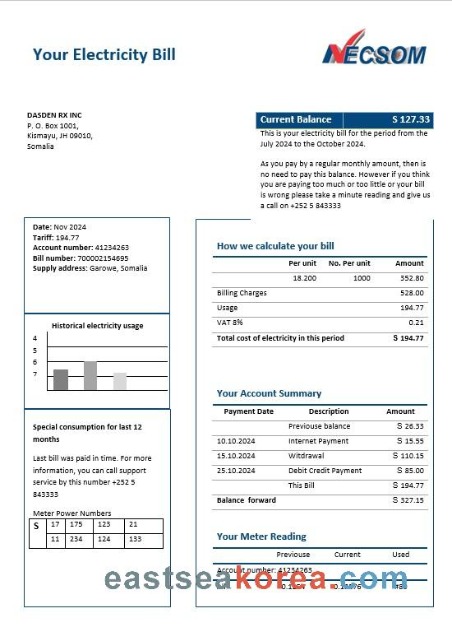 Your Electricity Bill
NECSOM
DASDEN RX INC
P. O. Box 1001,
Kismayu, JH 09010,
Somalia
Current Balance $ 127.33
This is your electricity bill for the period from the
July 2024 to the October 2024.
As you pay by a regular monthly amount, then is
no need to pay this balance. However if you think
you are paying too much or too little or your bill
is wrong please take a minute reading and give us
a call on +252 5 843333
Date: Nov 2024
Tariff: 194.77
Account number: 41234263
Bill number: 700002154695
Supply address: Garowe, Somalia
Historical electricity usage
4
5
6
7
Special consumption for last 12
months
Last bill was paid in time. For more
information, you can call support
service by this number +252 5
843333
Meter Power Numbers
S 17 175 123 21
11 234 124 133
How we calculate your bill
Per unit No. Per unit Amount
18.200 1000 352.80
Billing Charges 528.00
Usage 194.77
VAT 8% 0.21
Total cost of electricity in this period $ 194.77
Your Account Summary
Payment Date Description Amount
Previouse balance $ 26.33
10.10.2024 Internet Payment $ 15.55
15.10.2024 Witdrawal $ 110.15
25.10.2024 Debit Credit Payment $ 85.00
This Bill $ 194.77
Balance forward $ 327.15
Your Meter Reading
Previouse Current Used
Account number: 41234263
eastseakorea.com